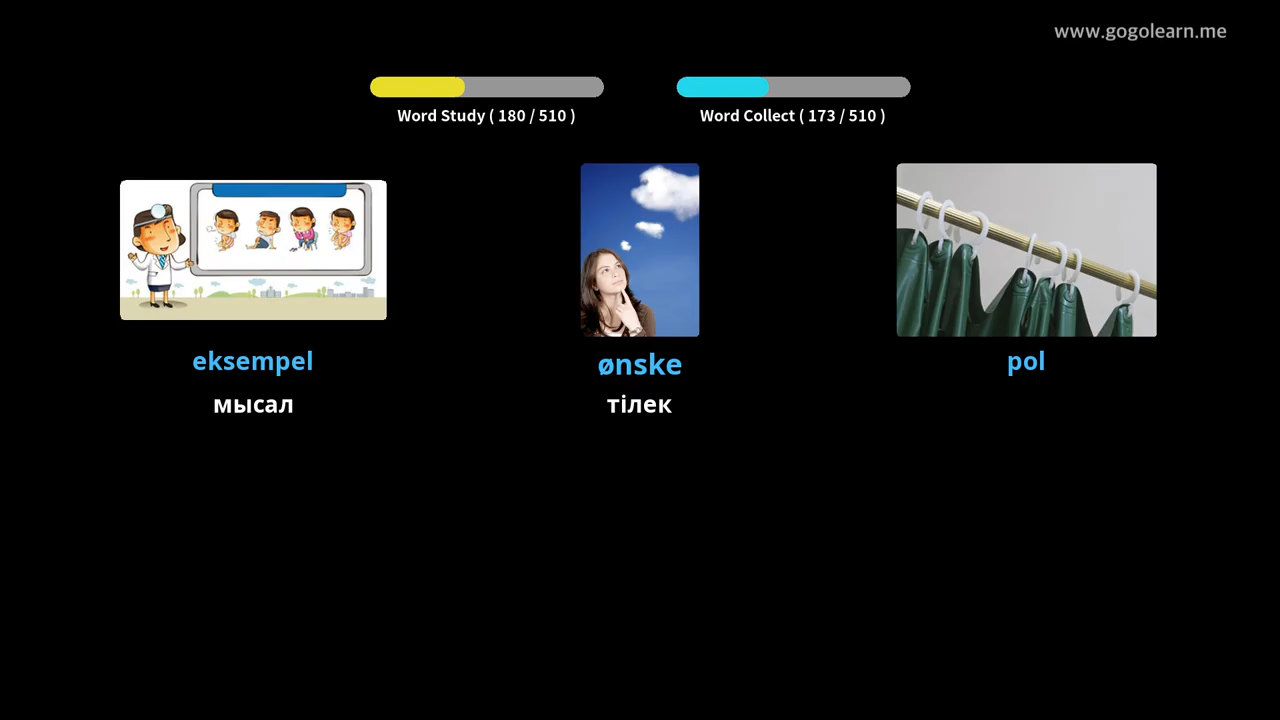 www.gogolearn.me
Word Study ( 180 / 510 )
Word Collect ( 173 / 510 )
eksempel
ønske
pol
мысал
тілек